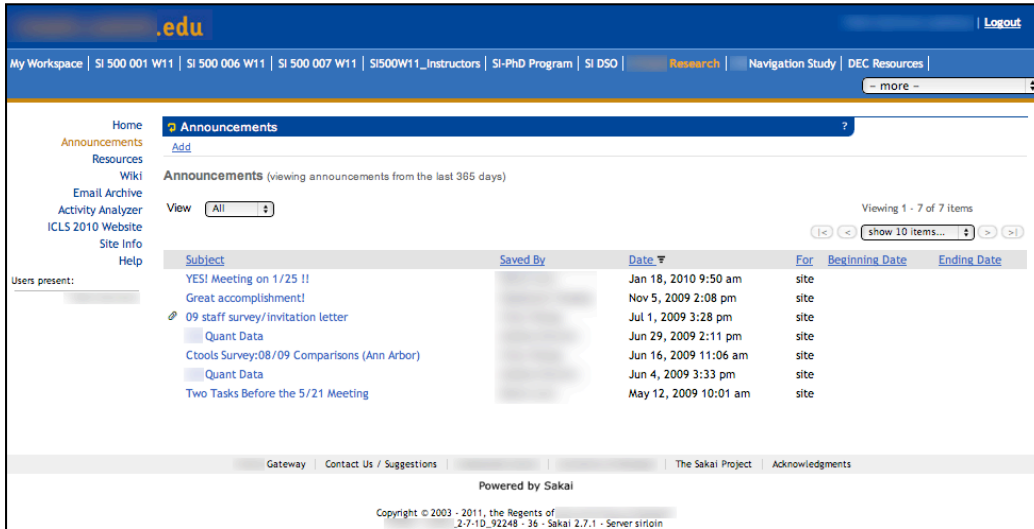 .edu
| Logout
My Workspace | SI 500 001 W11 | SI 500 006 W11 | SI 500 007 W11 | SI500W11_Instructors | SI-PhD Program | SI DSO | Research | Navigation Study | DEC Resources |
- more -
Home
Announcements
Resources
Wiki
Email Archive
Activity Analyzer
ICLS 2010 Website
Site Info
Help
Users present:
Announcements ?
Add
Announcements (viewing announcements from the last 365 days)
View All
Viewing 1 - 7 of 7 items
|< < show 10 items... > >|
Subject Saved By Date For Beginning Date Ending Date
YES! Meeting on 1/25 !! Jan 18, 2010 9:50 am site
Great accomplishment! Nov 5, 2009 2:08 pm site
09 staff survey/invitation letter Jul 1, 2009 3:28 pm site
Quant Data Jun 29, 2009 2:11 pm site
Ctools Survey:08/09 Comparisons (Ann Arbor) Jun 16, 2009 11:06 am site
Quant Data Jun 4, 2009 3:33 pm site
Two Tasks Before the 5/21 Meeting May 12, 2009 10:01 am site
Gateway | Contact Us / Suggestions | | | The Sakai Project | Acknowledgments
Powered by Sakai
Copyright © 2003 - 2011, the Regents of
_2-7-1D_92248 - 36 - Sakai 2.7.1 - Server sirloin